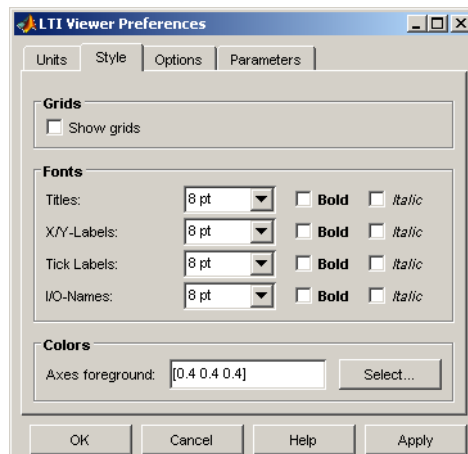 LTI Viewer Preferences
Units Style Options Parameters
Grids
Show grids
Fonts
Titles: 8 pt Bold Italic
X/Y-Labels: 8 pt Bold Italic
Tick Labels: 8 pt Bold Italic
I/O-Names: 8 pt Bold Italic
Colors
Axes foreground: [0.4 0.4 0.4] Select...
OK Cancel Help Apply